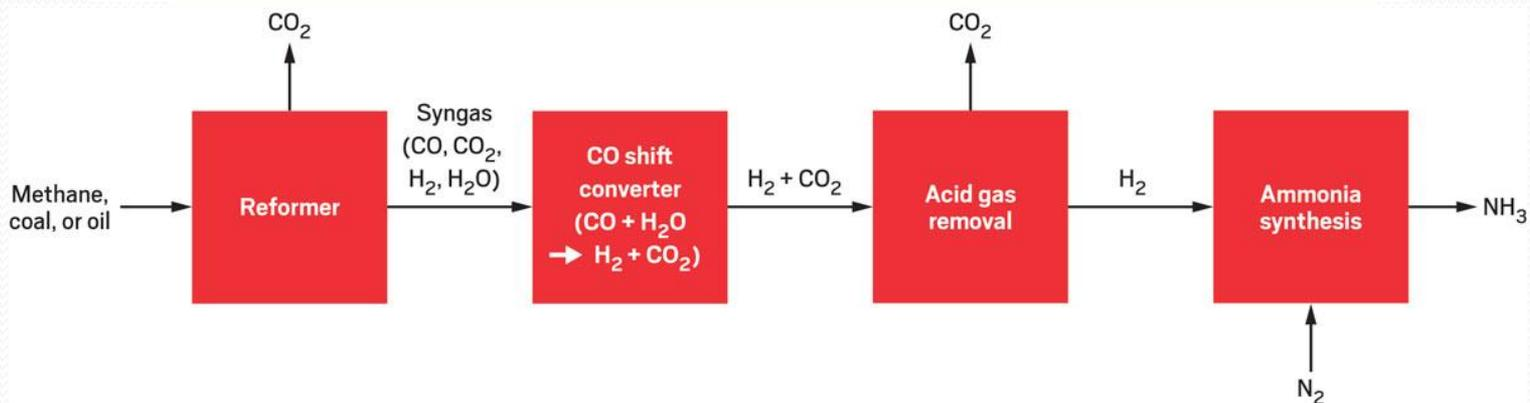 CO₂
CO₂
Methane,
coal, or oil
Reformer
Syngas
(CO, CO₂,
H₂, H₂O)
CO shift
converter
(CO + H₂O
→ H₂ + CO₂)
H₂ + CO₂
Acid gas
removal
H₂
Ammonia
synthesis
NH₃
N₂